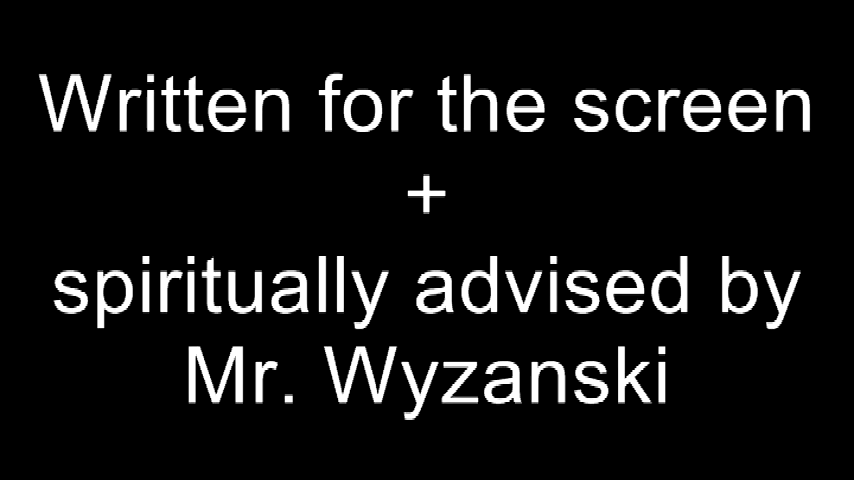 Written for the screen
+
spiritually advised by
Mr. Wyzanski